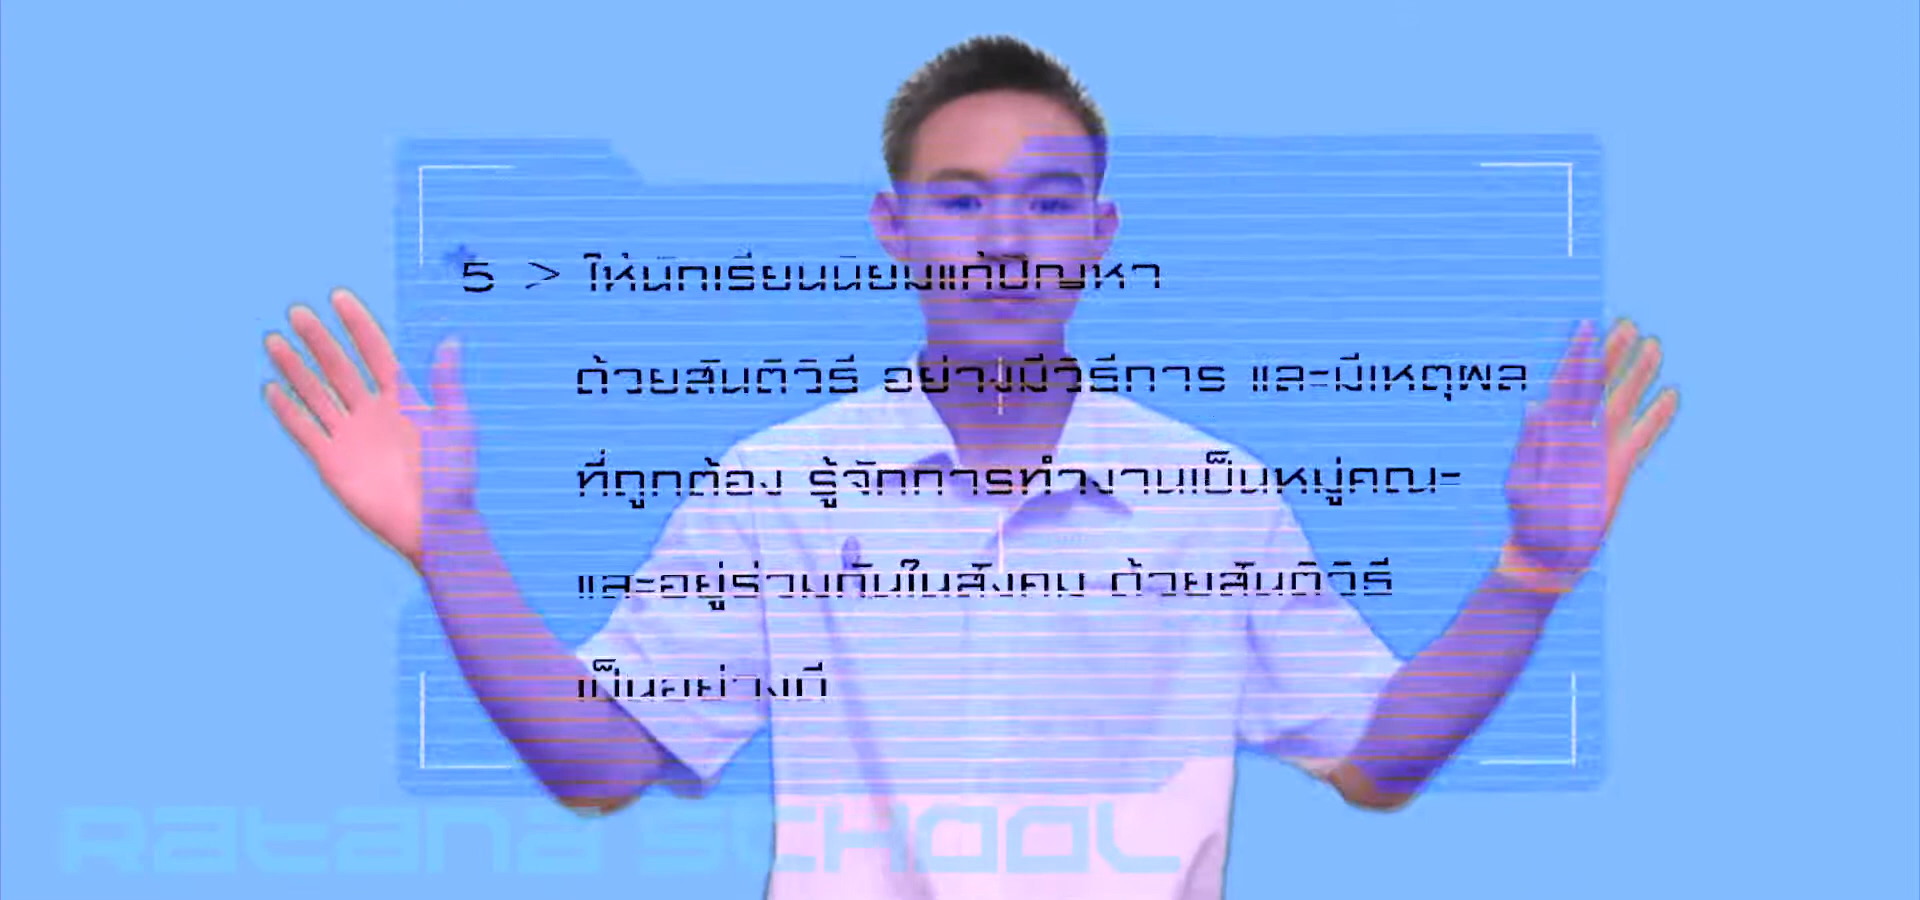 5 > ให้นักเรียนนิยมแก้ปัญหา
ด้วยสันติวิธี อย่างมีวิธีการ และมีเหตุผล
ที่ถูกต้อง รู้จักการทำงานเป็นหมู่คณะ
และอยู่ร่วมกันในสังคม ด้วยสันติวิธี
เป็นอย่างดี
RATANA SCHOOL